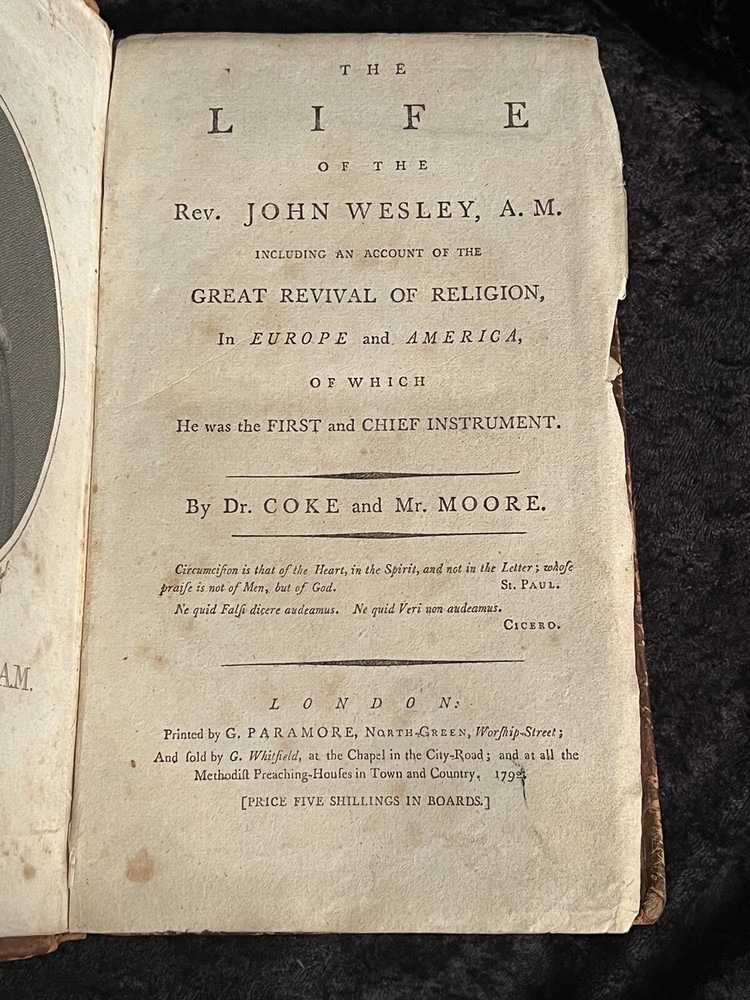 THE
LIFE
OF THE
Rev. JOHN WESLEY, A. M.
INCLUDING AN ACCOUNT OF THE
GREAT REVIVAL OF RELIGION,
In EUROPE and AMERICA,
OF WHICH
He was the FIRST and CHIEF INSTRUMENT.
By Dr. COKE and Mr. MOORE.
Circumciſion is that of the Heart, in the Spirit, and not in the Letter; whoſe
praiſe is not of Men, but of God. St. PAUL.
Ne quid Falſi dicere audeamus. Ne quid Veri non audeamus.
CICERO.
LONDON:
Printed by G. PARAMORE, NORTH-GREEN, Worſhip-Street;
And ſold by G. Whitfield, at the Chapel in the City-Road; and at all the
Methodiſt Preaching-Houſes in Town and Country,
[PRICE FIVE SHILLINGS IN BOARDS.]